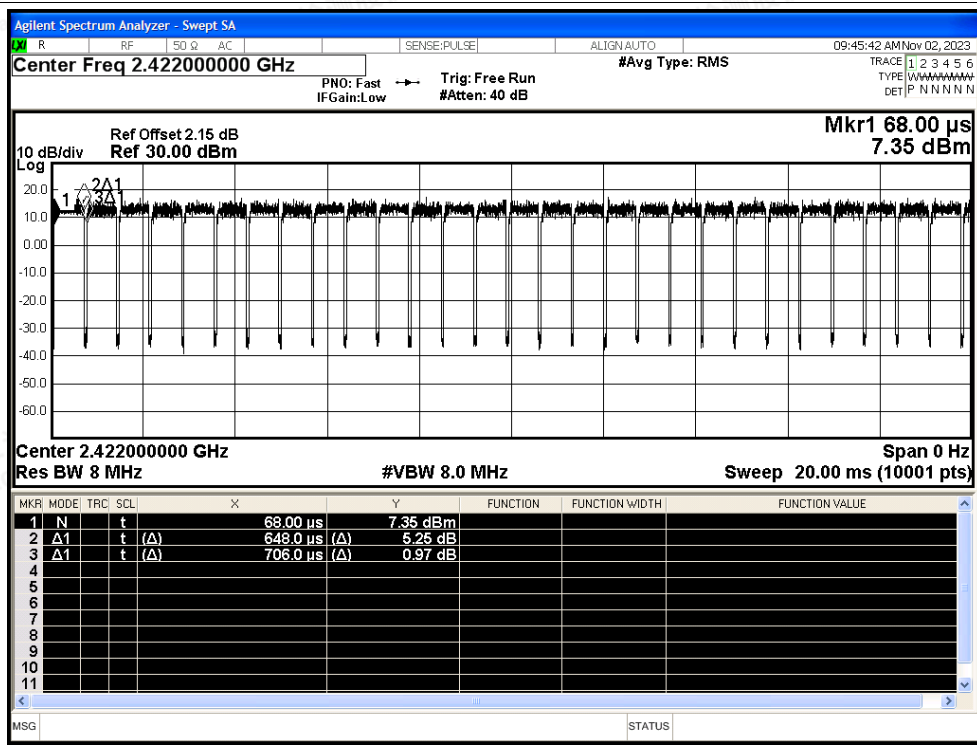 Agilent Spectrum Analyzer - Swept SA
LXI R RF 50 Ω AC SENSE:PULSE ALIGN AUTO 09:45:42 AM Nov 02, 2023
Center Freq 2.422000000 GHz
PNO: Fast
IFGain:Low
Trig: Free Run
#Atten: 40 dB
#Avg Type: RMS
TRACE 1 2 3 4 5 6
TYPE
DET P N N N N N
Ref Offset 2.15 dB
10 dB/div Ref 30.00 dBm
Log
Mkr1 68.00 µs
7.35 dBm
20.0
10.0
0.00
-10.0
-20.0
-30.0
-40.0
-50.0
-60.0
1
2Δ1
3Δ1
Center 2.422000000 GHz Span 0 Hz
Res BW 8 MHz #VBW 8.0 MHz Sweep 20.00 ms (10001 pts)
MKR MODE TRC SCL X Y FUNCTION FUNCTION WIDTH FUNCTION VALUE
1 N t 68.00 µs 7.35 dBm
2 Δ1 t (Δ) 648.0 µs (Δ) 5.25 dB
3 Δ1 t (Δ) 706.0 µs (Δ) 0.97 dB
4
5
6
7
8
9
10
11
MSG STATUS